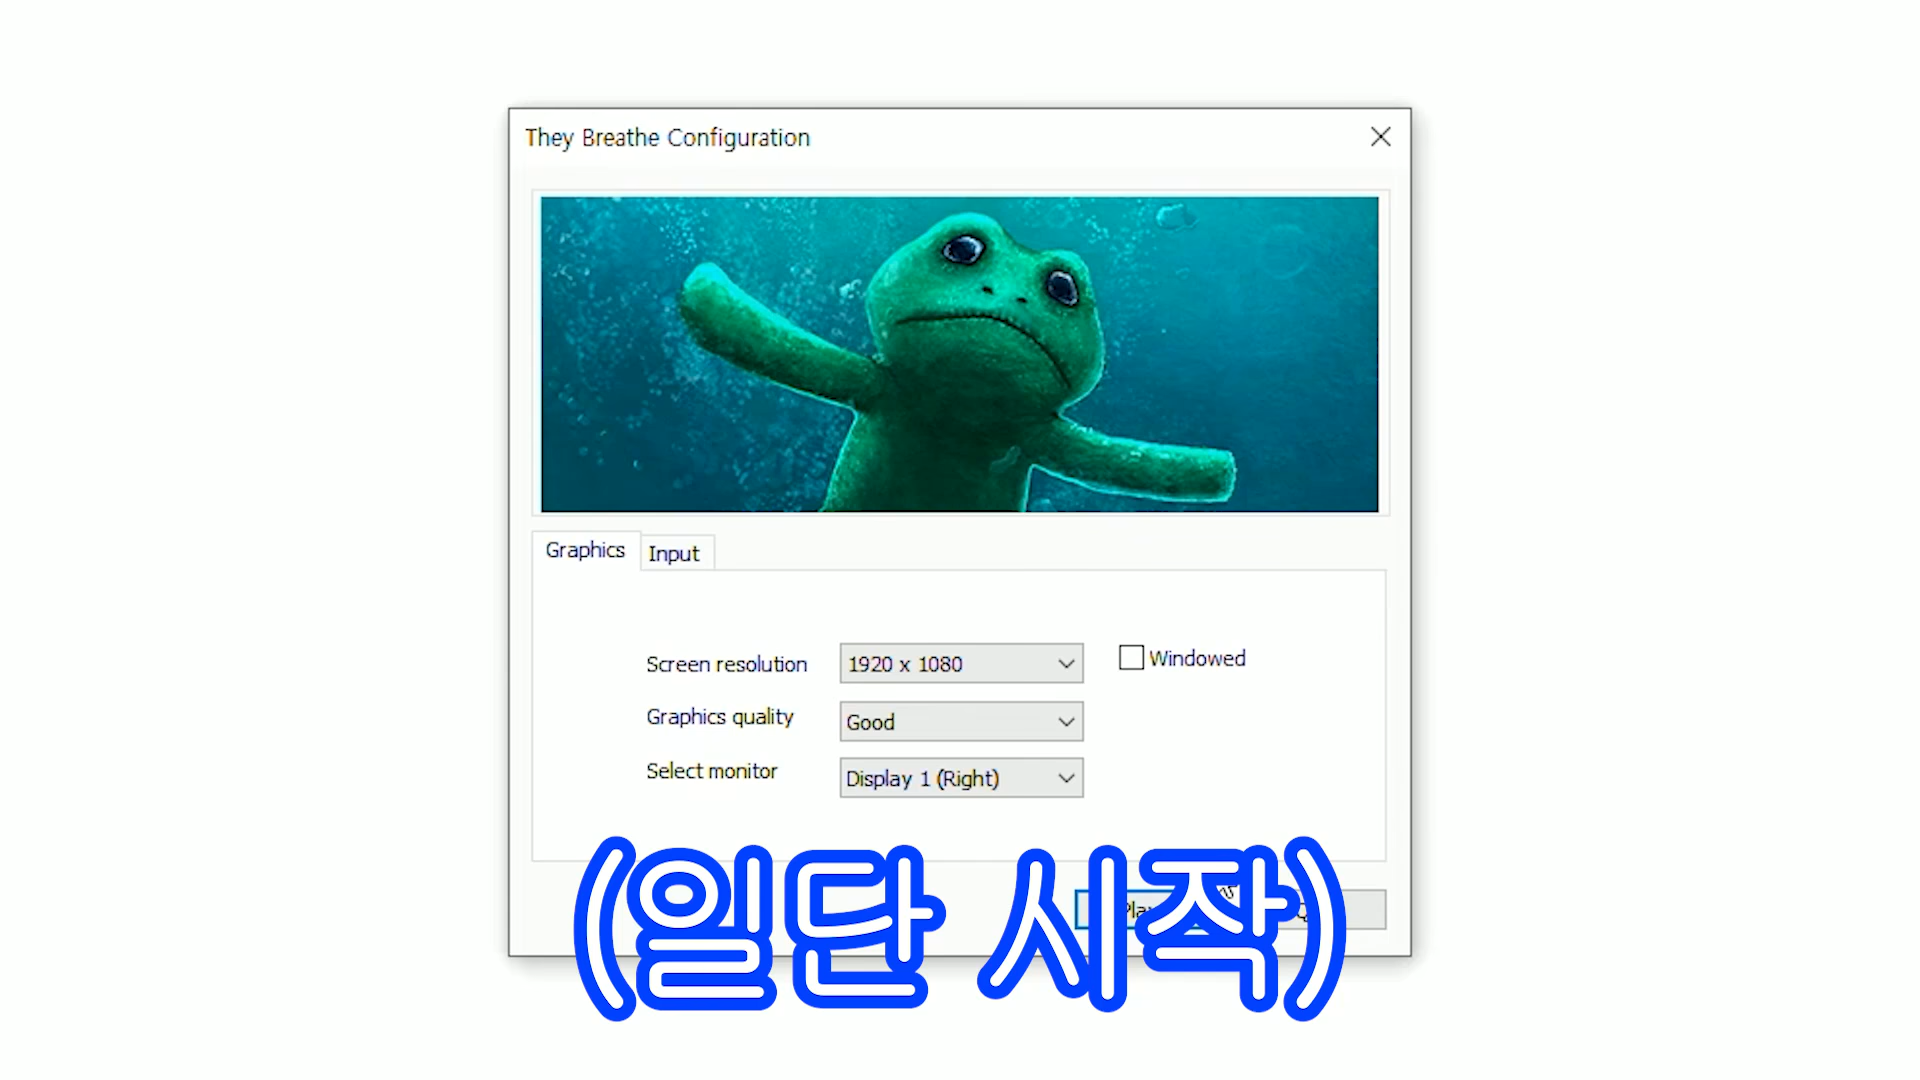 They Breathe Configuration
Graphics
Input
Screen resolution
1920 x 1080
Windowed
Graphics quality
Good
Select monitor
Display 1 (Right)
(일단 시작)